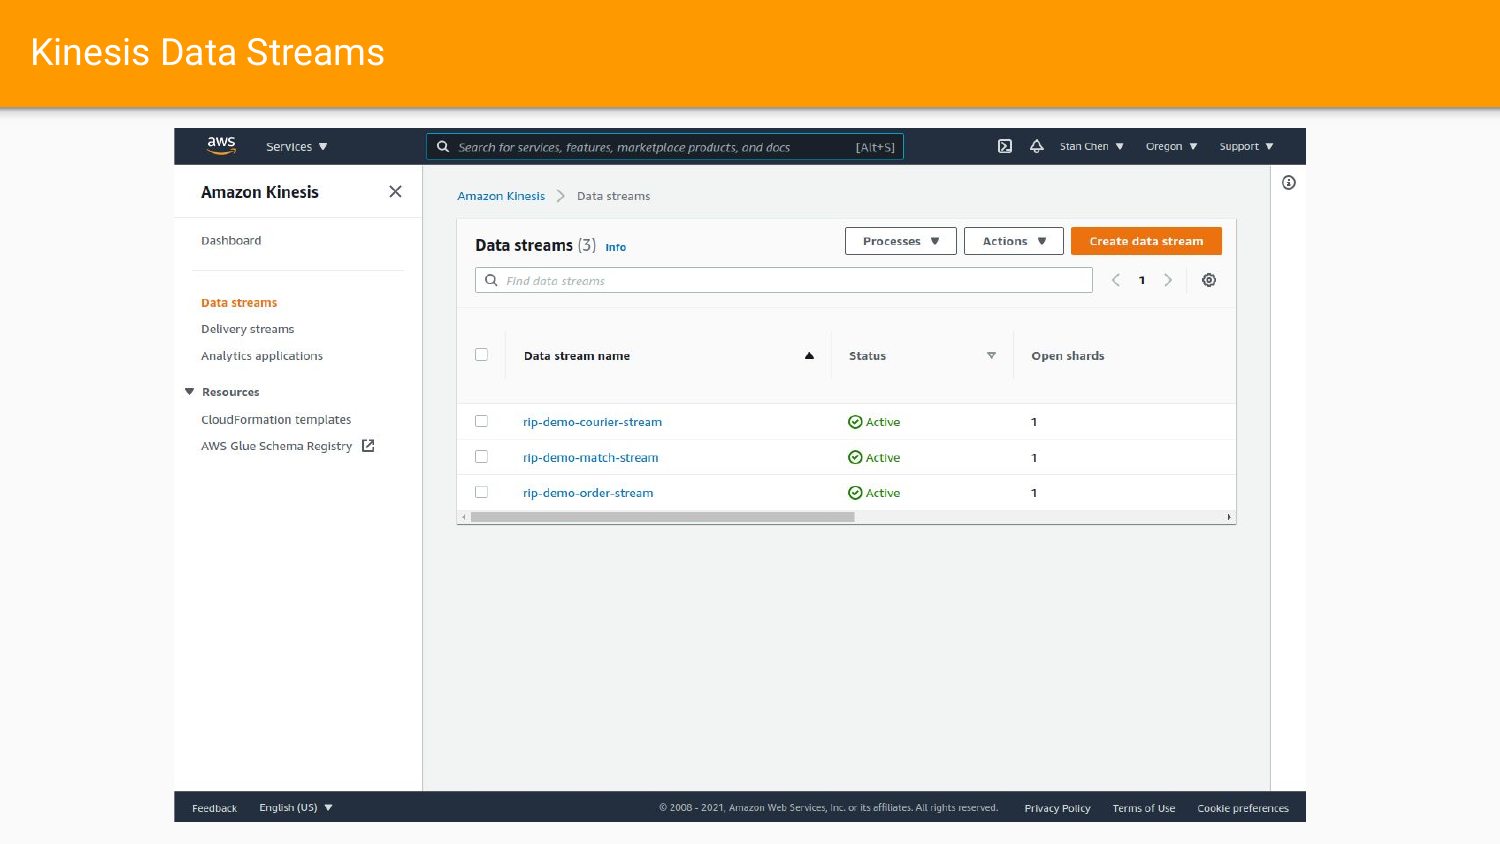 Kinesis Data Streams
aws
Services
Search for services, features, marketplace products, and docs
[Alt+S]
Stan Chen
Oregon
Support
Amazon Kinesis
Dashboard
Data streams
Delivery streams
Analytics applications
Resources
CloudFormation templates
AWS Glue Schema Registry
Amazon Kinesis > Data streams
Data streams (3) Info
Processes
Actions
Create data stream
Find data streams
1
Data stream name
Status
Open shards
rip-demo-courier-stream Active 1
rip-demo-match-stream Active 1
rip-demo-order-stream Active 1
Feedback
English (US)
© 2008 - 2021, Amazon Web Services, Inc. or its affiliates. All rights reserved.
Privacy Policy
Terms of Use
Cookie preferences